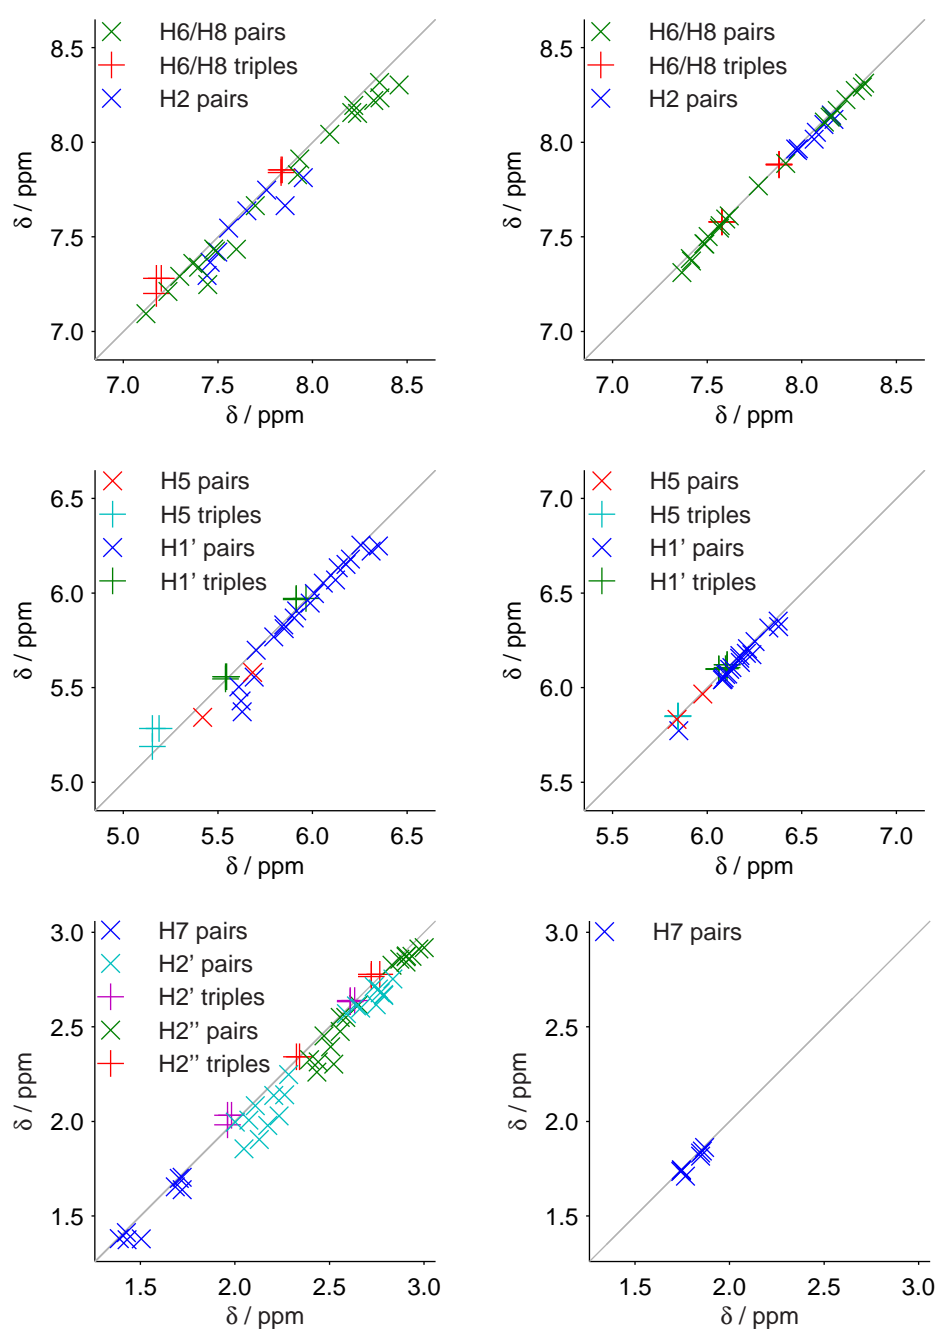 8.5
8.0
7.5
7.0
δ / ppm
H6/H8 pairs
H6/H8 triples
H2 pairs
7.0 7.5 8.0 8.5
δ / ppm
8.5
8.0
7.5
7.0
δ / ppm
H6/H8 pairs
H6/H8 triples
H2 pairs
7.0 7.5 8.0 8.5
δ / ppm
6.5
6.0
5.5
5.0
δ / ppm
H5 pairs
H5 triples
H1’ pairs
H1’ triples
5.0 5.5 6.0 6.5
δ / ppm
7.0
6.5
6.0
5.5
δ / ppm
H5 pairs
H5 triples
H1’ pairs
H1’ triples
5.5 6.0 6.5 7.0
δ / ppm
3.0
2.5
2.0
1.5
δ / ppm
H7 pairs
H2’ pairs
H2’ triples
H2’’ pairs
H2’’ triples
1.5 2.0 2.5 3.0
δ / ppm
3.0
2.5
2.0
1.5
δ / ppm
H7 pairs
1.5 2.0 2.5 3.0
δ / ppm